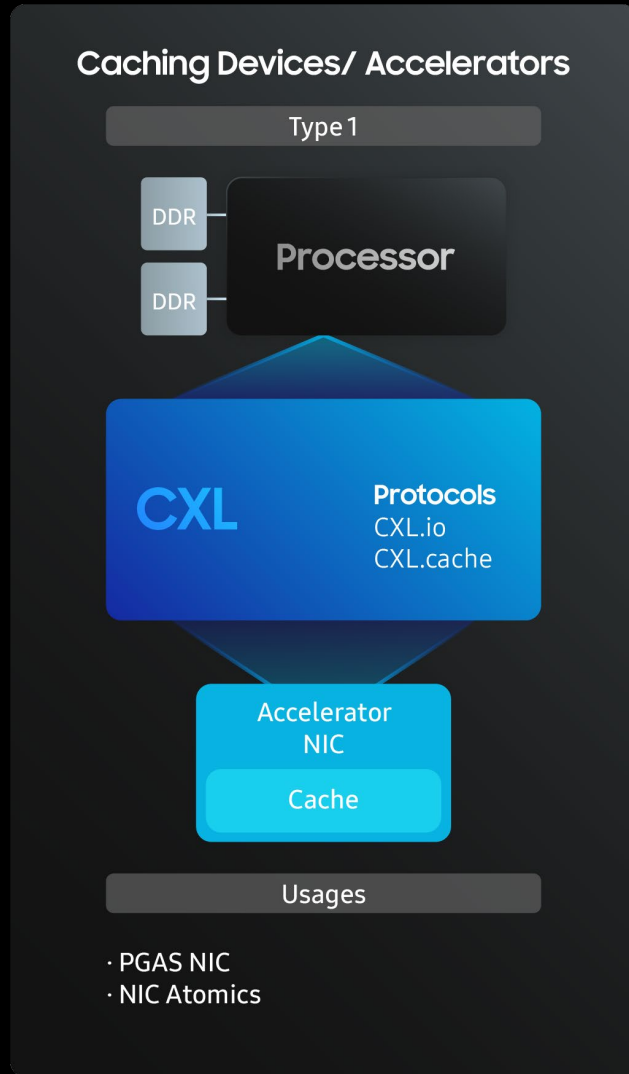 Caching Devices/ Accelerators
Type 1
DDR
Processor
DDR
CXL
Protocols
CXL.io
CXL.cache
Accelerator
NIC
Cache
Usages
· PGAS NIC
· NIC Atomics